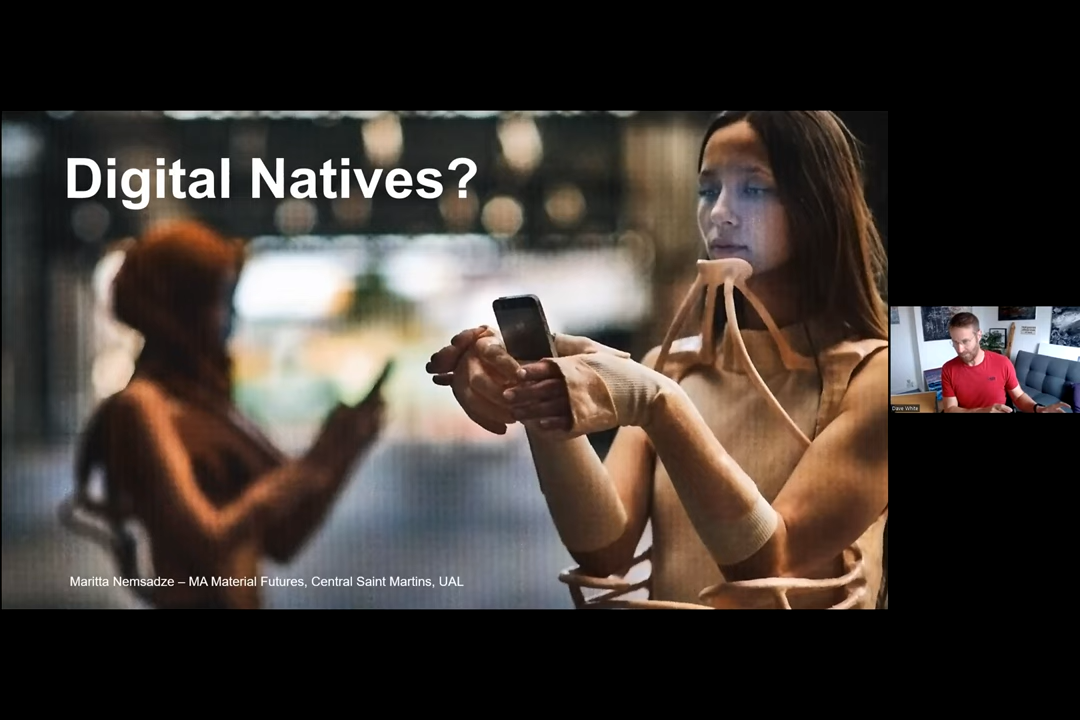 Digital Natives?
Maritta Nemsadze – MA Material Futures, Central Saint Martins, UAL
Dave White